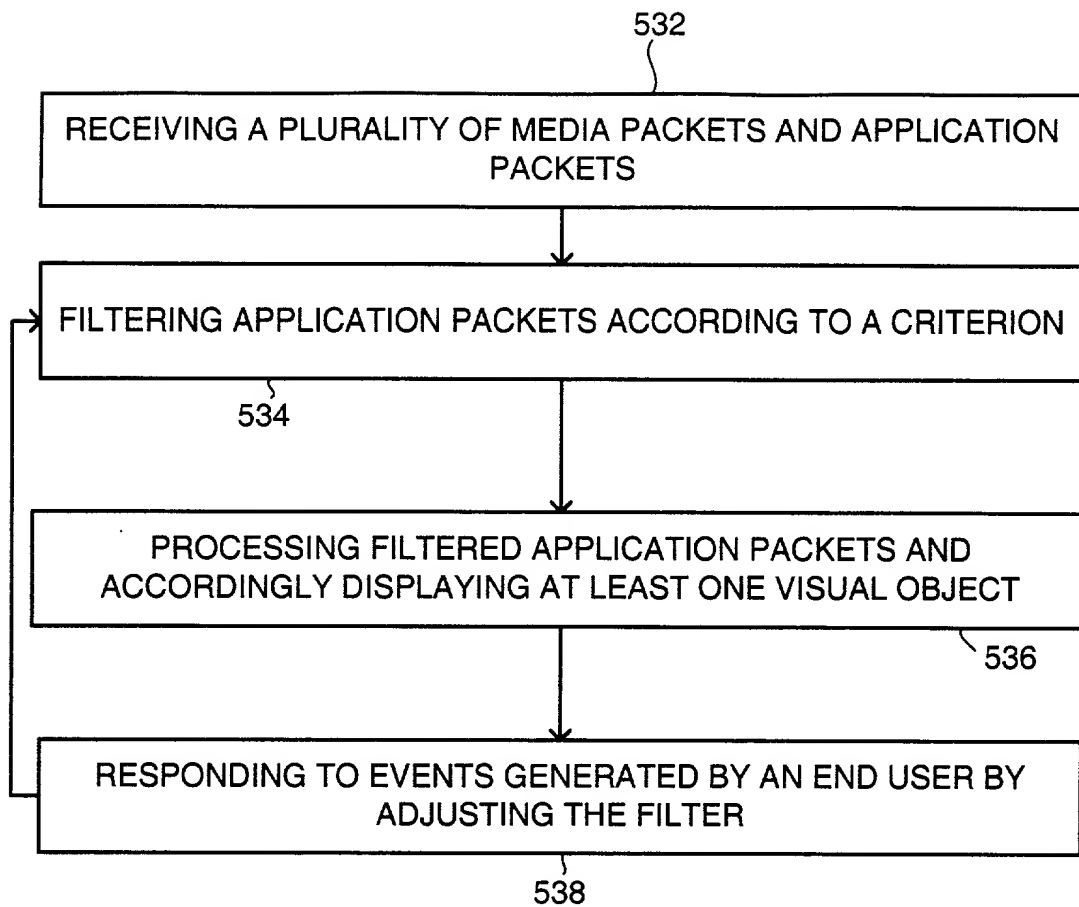 532
RECEIVING A PLURALITY OF MEDIA PACKETS AND APPLICATION
PACKETS
FILTERING APPLICATION PACKETS ACCORDING TO A CRITERION
534
PROCESSING FILTERED APPLICATION PACKETS AND
ACCORDINGLY DISPLAYING AT LEAST ONE VISUAL OBJECT
536
RESPONDING TO EVENTS GENERATED BY AN END USER BY
ADJUSTING THE FILTER
538